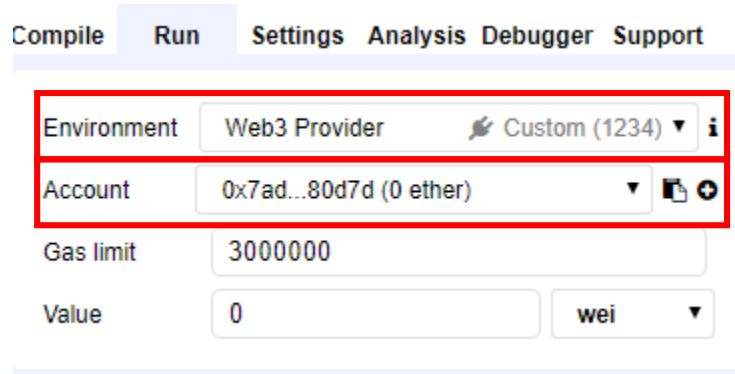 Compile Run Settings Analysis Debugger Support
Environment Web3 Provider Custom (1234)
Account 0x7ad...80d7d (0 ether)
Gas limit 3000000
Value 0 wei